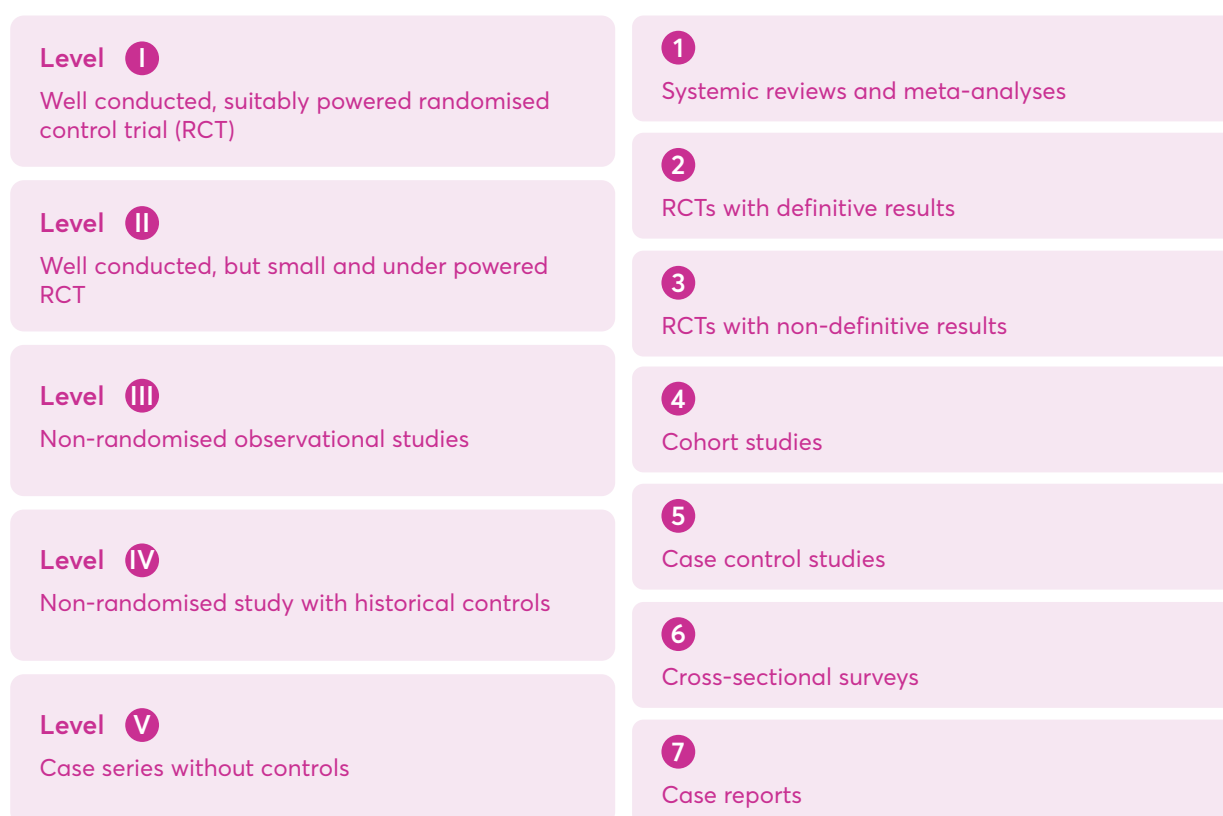 Level I
Well conducted, suitably powered randomised
control trial (RCT)
Level II
Well conducted, but small and under powered
RCT
Level III
Non-randomised observational studies
Level IV
Non-randomised study with historical controls
Level V
Case series without controls
1
Systemic reviews and meta-analyses
2
RCTs with definitive results
3
RCTs with non-definitive results
4
Cohort studies
5
Case control studies
6
Cross-sectional surveys
7
Case reports